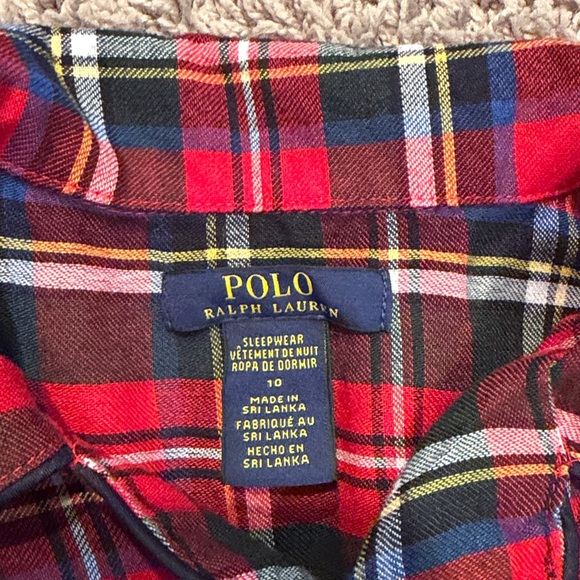 POLO
RALPH LAUREN
SLEEPWEAR
VÊTEMENT DE NUIT
ROPA DE DORMIR
10
MADE IN
SRI LANKA
FABRIQUÉ AU
SRI LANKA
HECHO EN
SRI LANKA